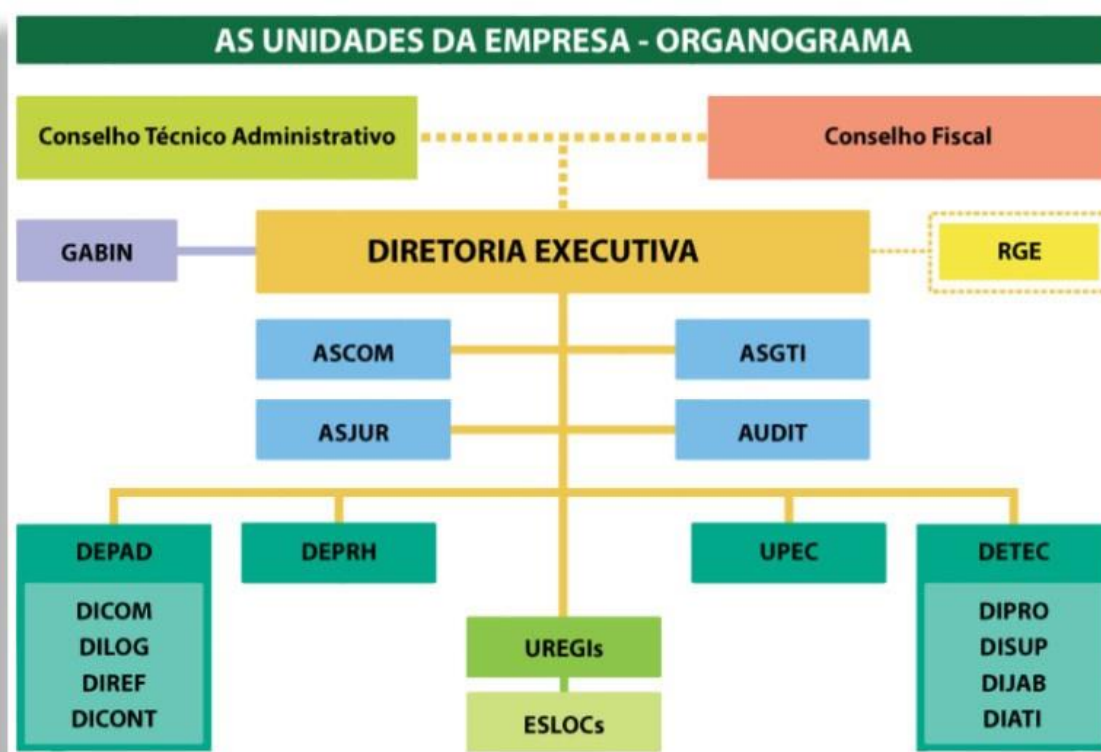 AS UNIDADES DA EMPRESA - ORGANOGRAMA
Conselho Técnico Administrativo
Conselho Fiscal
GABIN
DIRETORIA EXECUTIVA
RGE
ASCOM
ASGTI
ASJUR
AUDIT
DEPAD
DEPRH
UPEC
DETEC
DICOM
DILOG
DIREF
DICONT
DIPRO
DISUP
DIJAB
DIATI
UREGIs
ESLOCs